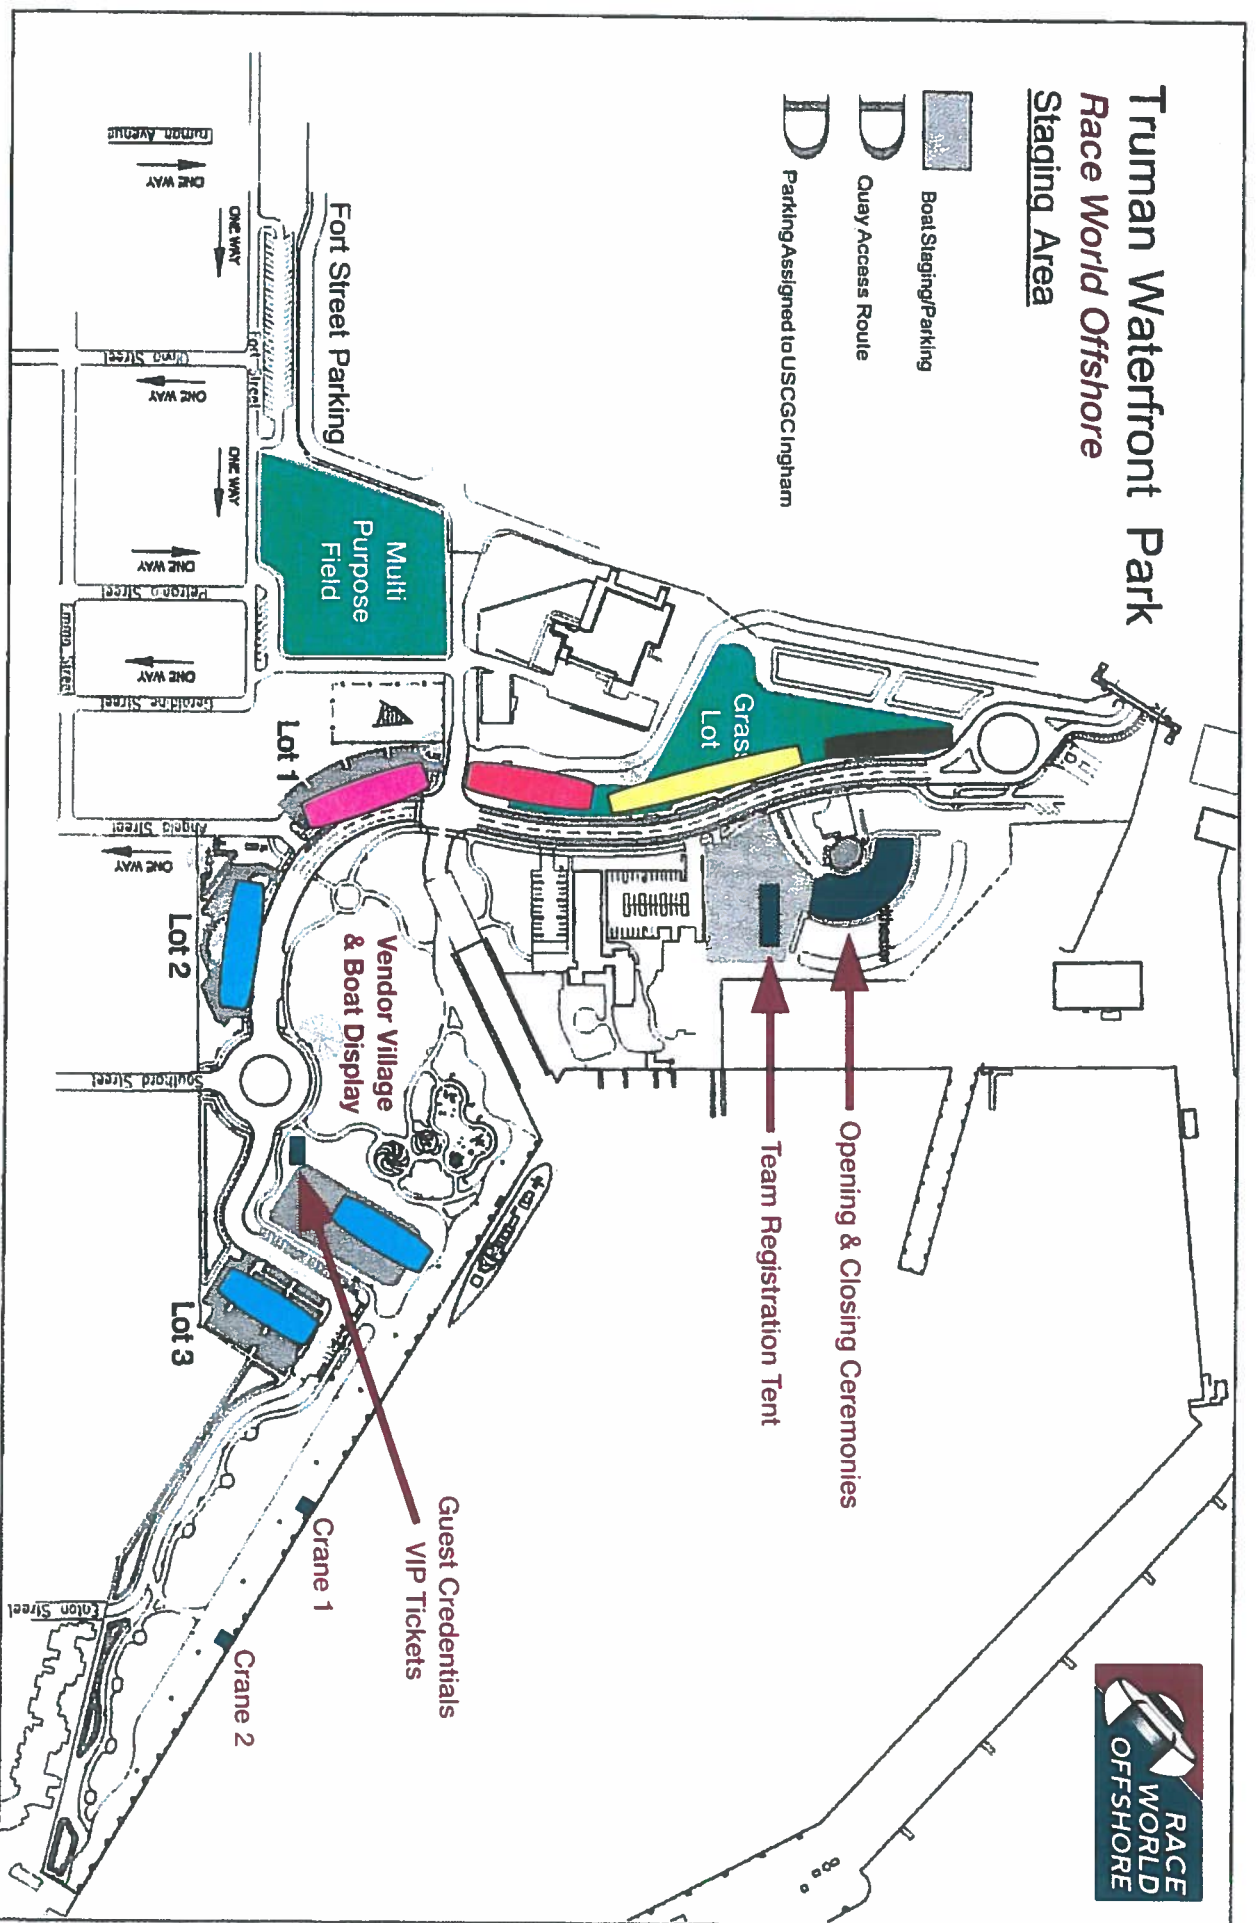 Truman Waterfront Park
Race World Offshore
Staging Area
Boat Staging/Parking
Quay Access Route
Parking Assigned to USCGC Ingham
RACE
WORLD
OFFSHORE
Opening & Closing Ceremonies
Team Registration Tent
Guest Credentials
VIP Tickets
Crane 1
Crane 2
Grass
Lot
Multi
Purpose
Field
Fort Street Parking
Vendor Village
& Boat Display
Lot 1
Lot 2
Lot 3
Truman Avenue
ONE WAY
ONE WAY
Fort Street
ONE WAY
ONE WAY
ONE WAY
Petronia Street
ONE WAY
Geraldine Street
Angela Street
ONE WAY
Southard Street
Eaton Street